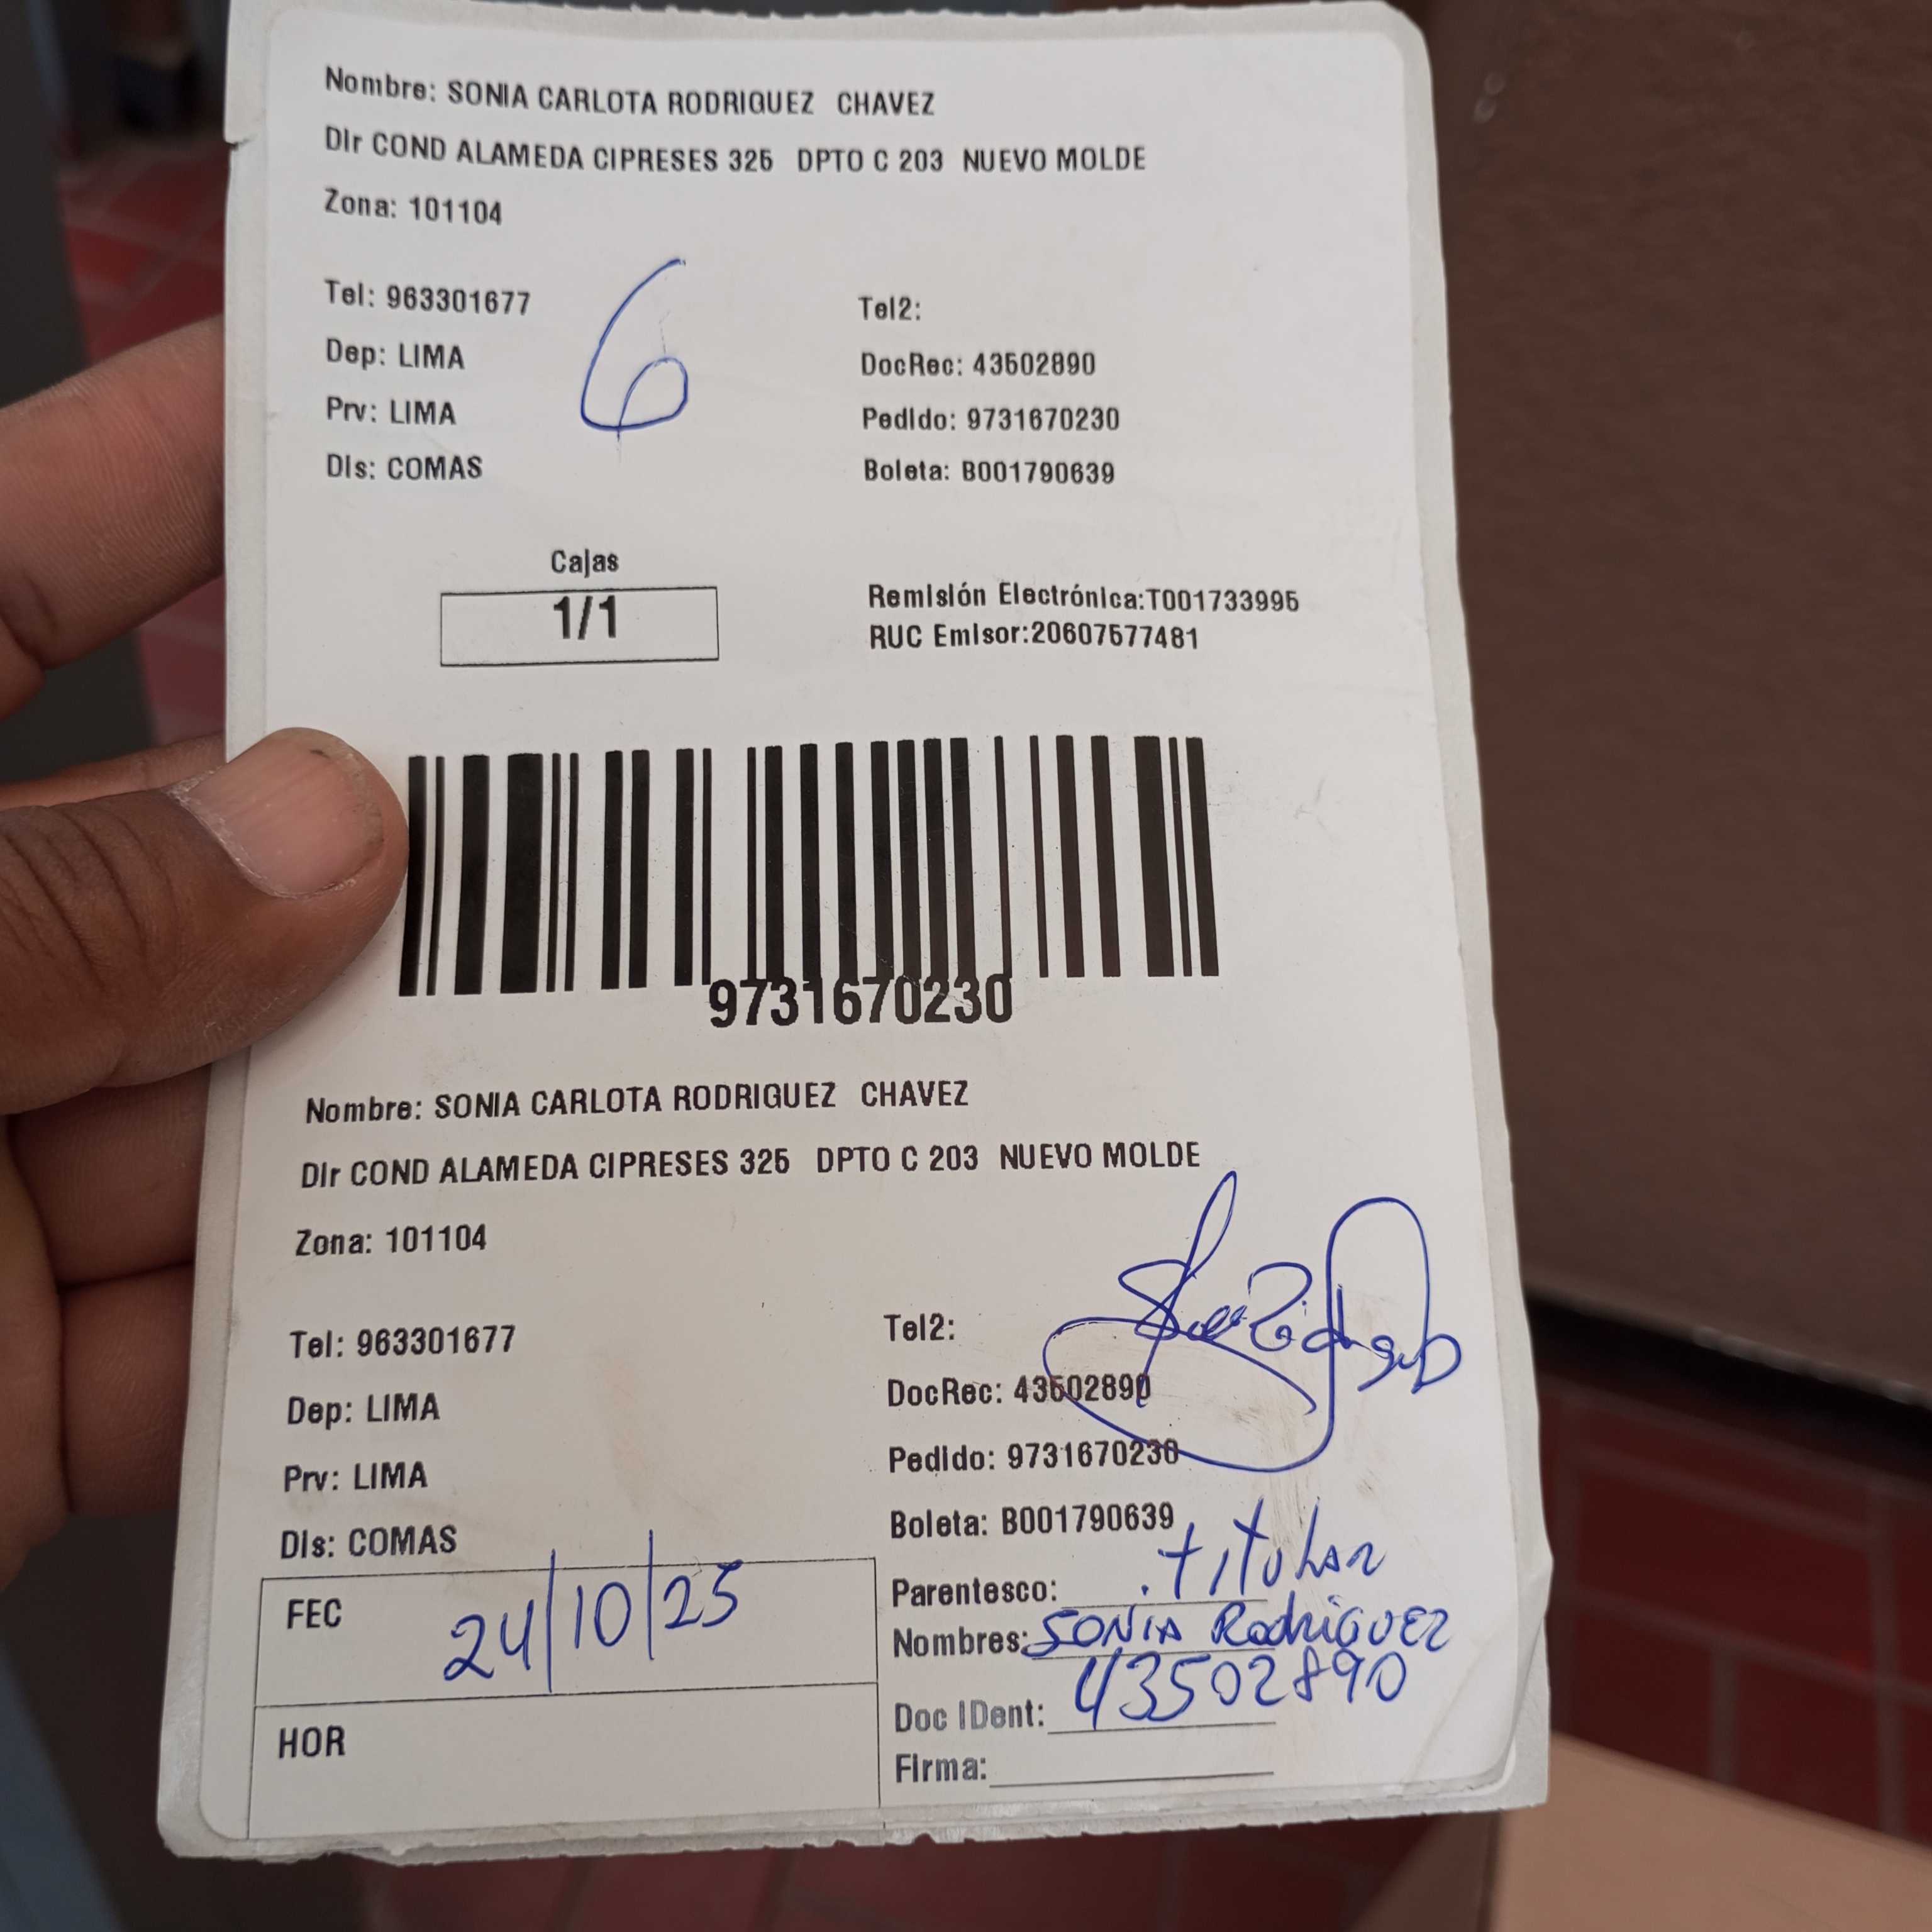 Nombre: SONIA CARLOTA RODRIGUEZ CHAVEZ
Dir COND ALAMEDA CIPRESES 325 DPTO C 203 NUEVO MOLDE
Zona: 101104
6
Tel: 963301677
Tel2:
Dep: LIMA
DocRec: 43502890
Prv: LIMA
Pedido: 9731670230
Dis: COMAS
Boleta: B001790639
Cajas
1/1
Remisión Electrónica:T001733995
RUC Emisor:20607577481
9731670230
Nombre: SONIA CARLOTA RODRIGUEZ CHAVEZ
Dir COND ALAMEDA CIPRESES 325 DPTO C 203 NUEVO MOLDE
Zona: 101104
Tel: 963301677
Tel2:
Dep: LIMA
DocRec: 43502890
Prv: LIMA
Pedido: 9731670230
Dis: COMAS
Boleta: B001790639
FEC 24/10/25
Parentesco: titular
Nombres: SONIA Rodriguez
Doc IDent: 43502890
HOR
Firma: